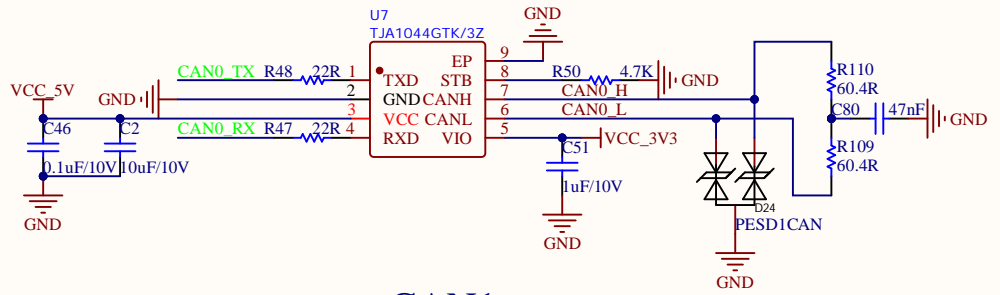 U7
TJA1044GTK/3Z
GND
EP 9
CAN0_TX R48 22R 1 TXD
STB 8 R50 4.7K GND
VCC_5V
GND 2 GND
CANH 7 CAN0_H
3 VCC
CANL 6 CAN0_L
CAN0_RX R47 22R 4 RXD
VIO 5 VCC_3V3
C46
0.1uF/10V
C2
10uF/10V
GND
C51
1uF/10V
GND
R110
60.4R
C80 47nF GND
R109
60.4R
D24
PESD1CAN
GND